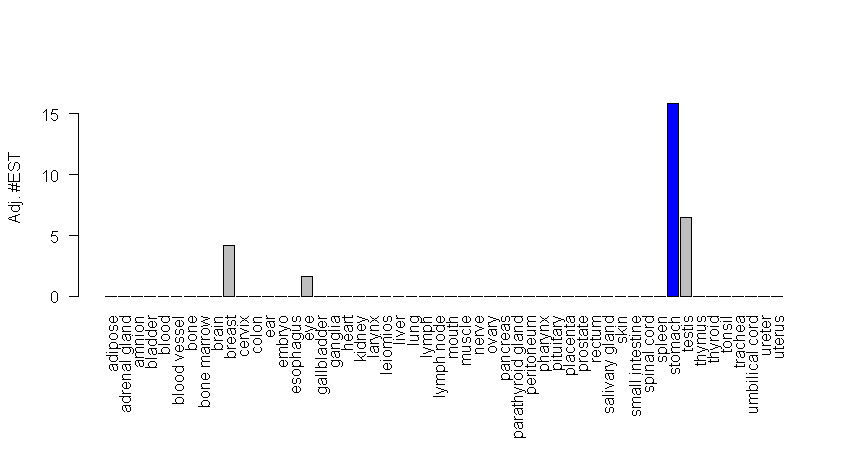 Adj. #EST
15
10
5
0
adipose
adrenal gland
amnion
bladder
blood
blood vessel
bone
bone marrow
brain
breast
cervix
colon
ear
embryo
esophagus
eye
gallbladder
ganglia
heart
kidney
larynx
leiomios
liver
lung
lymph
lymph node
mouth
muscle
nerve
ovary
pancreas
parathyroid gland
peritoneum
pharynx
pituitary
placenta
prostate
rectum
salivary gland
skin
small intestine
spinal cord
spleen
stomach
testis
thymus
thyroid
tonsil
trachea
umbilical cord
ureter
uterus